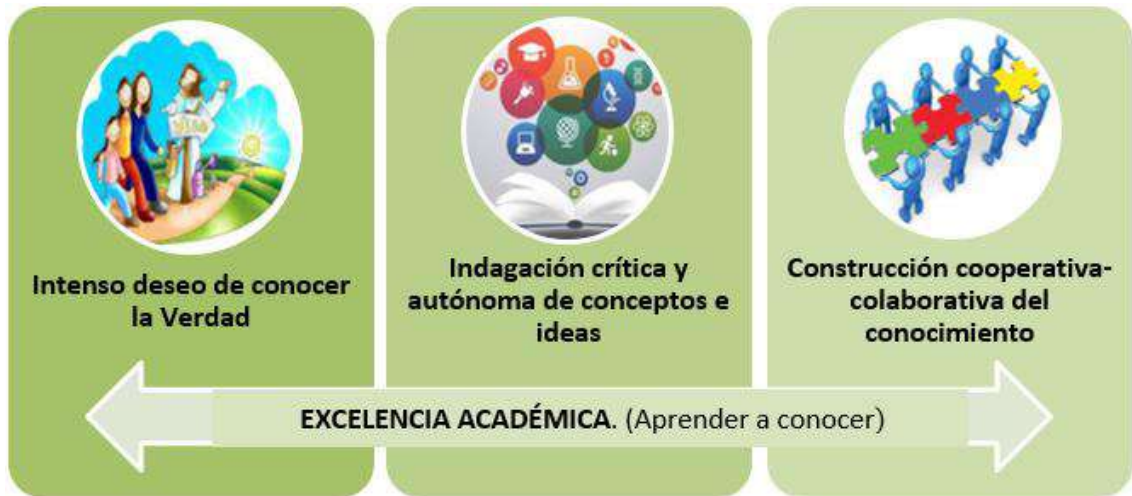 Intenso deseo de conocer
la Verdad
Indagación crítica y
autónoma de conceptos e
ideas
Construcción cooperativa-
colaborativa del
conocimiento
EXCELENCIA ACADÉMICA. (Aprender a conocer)